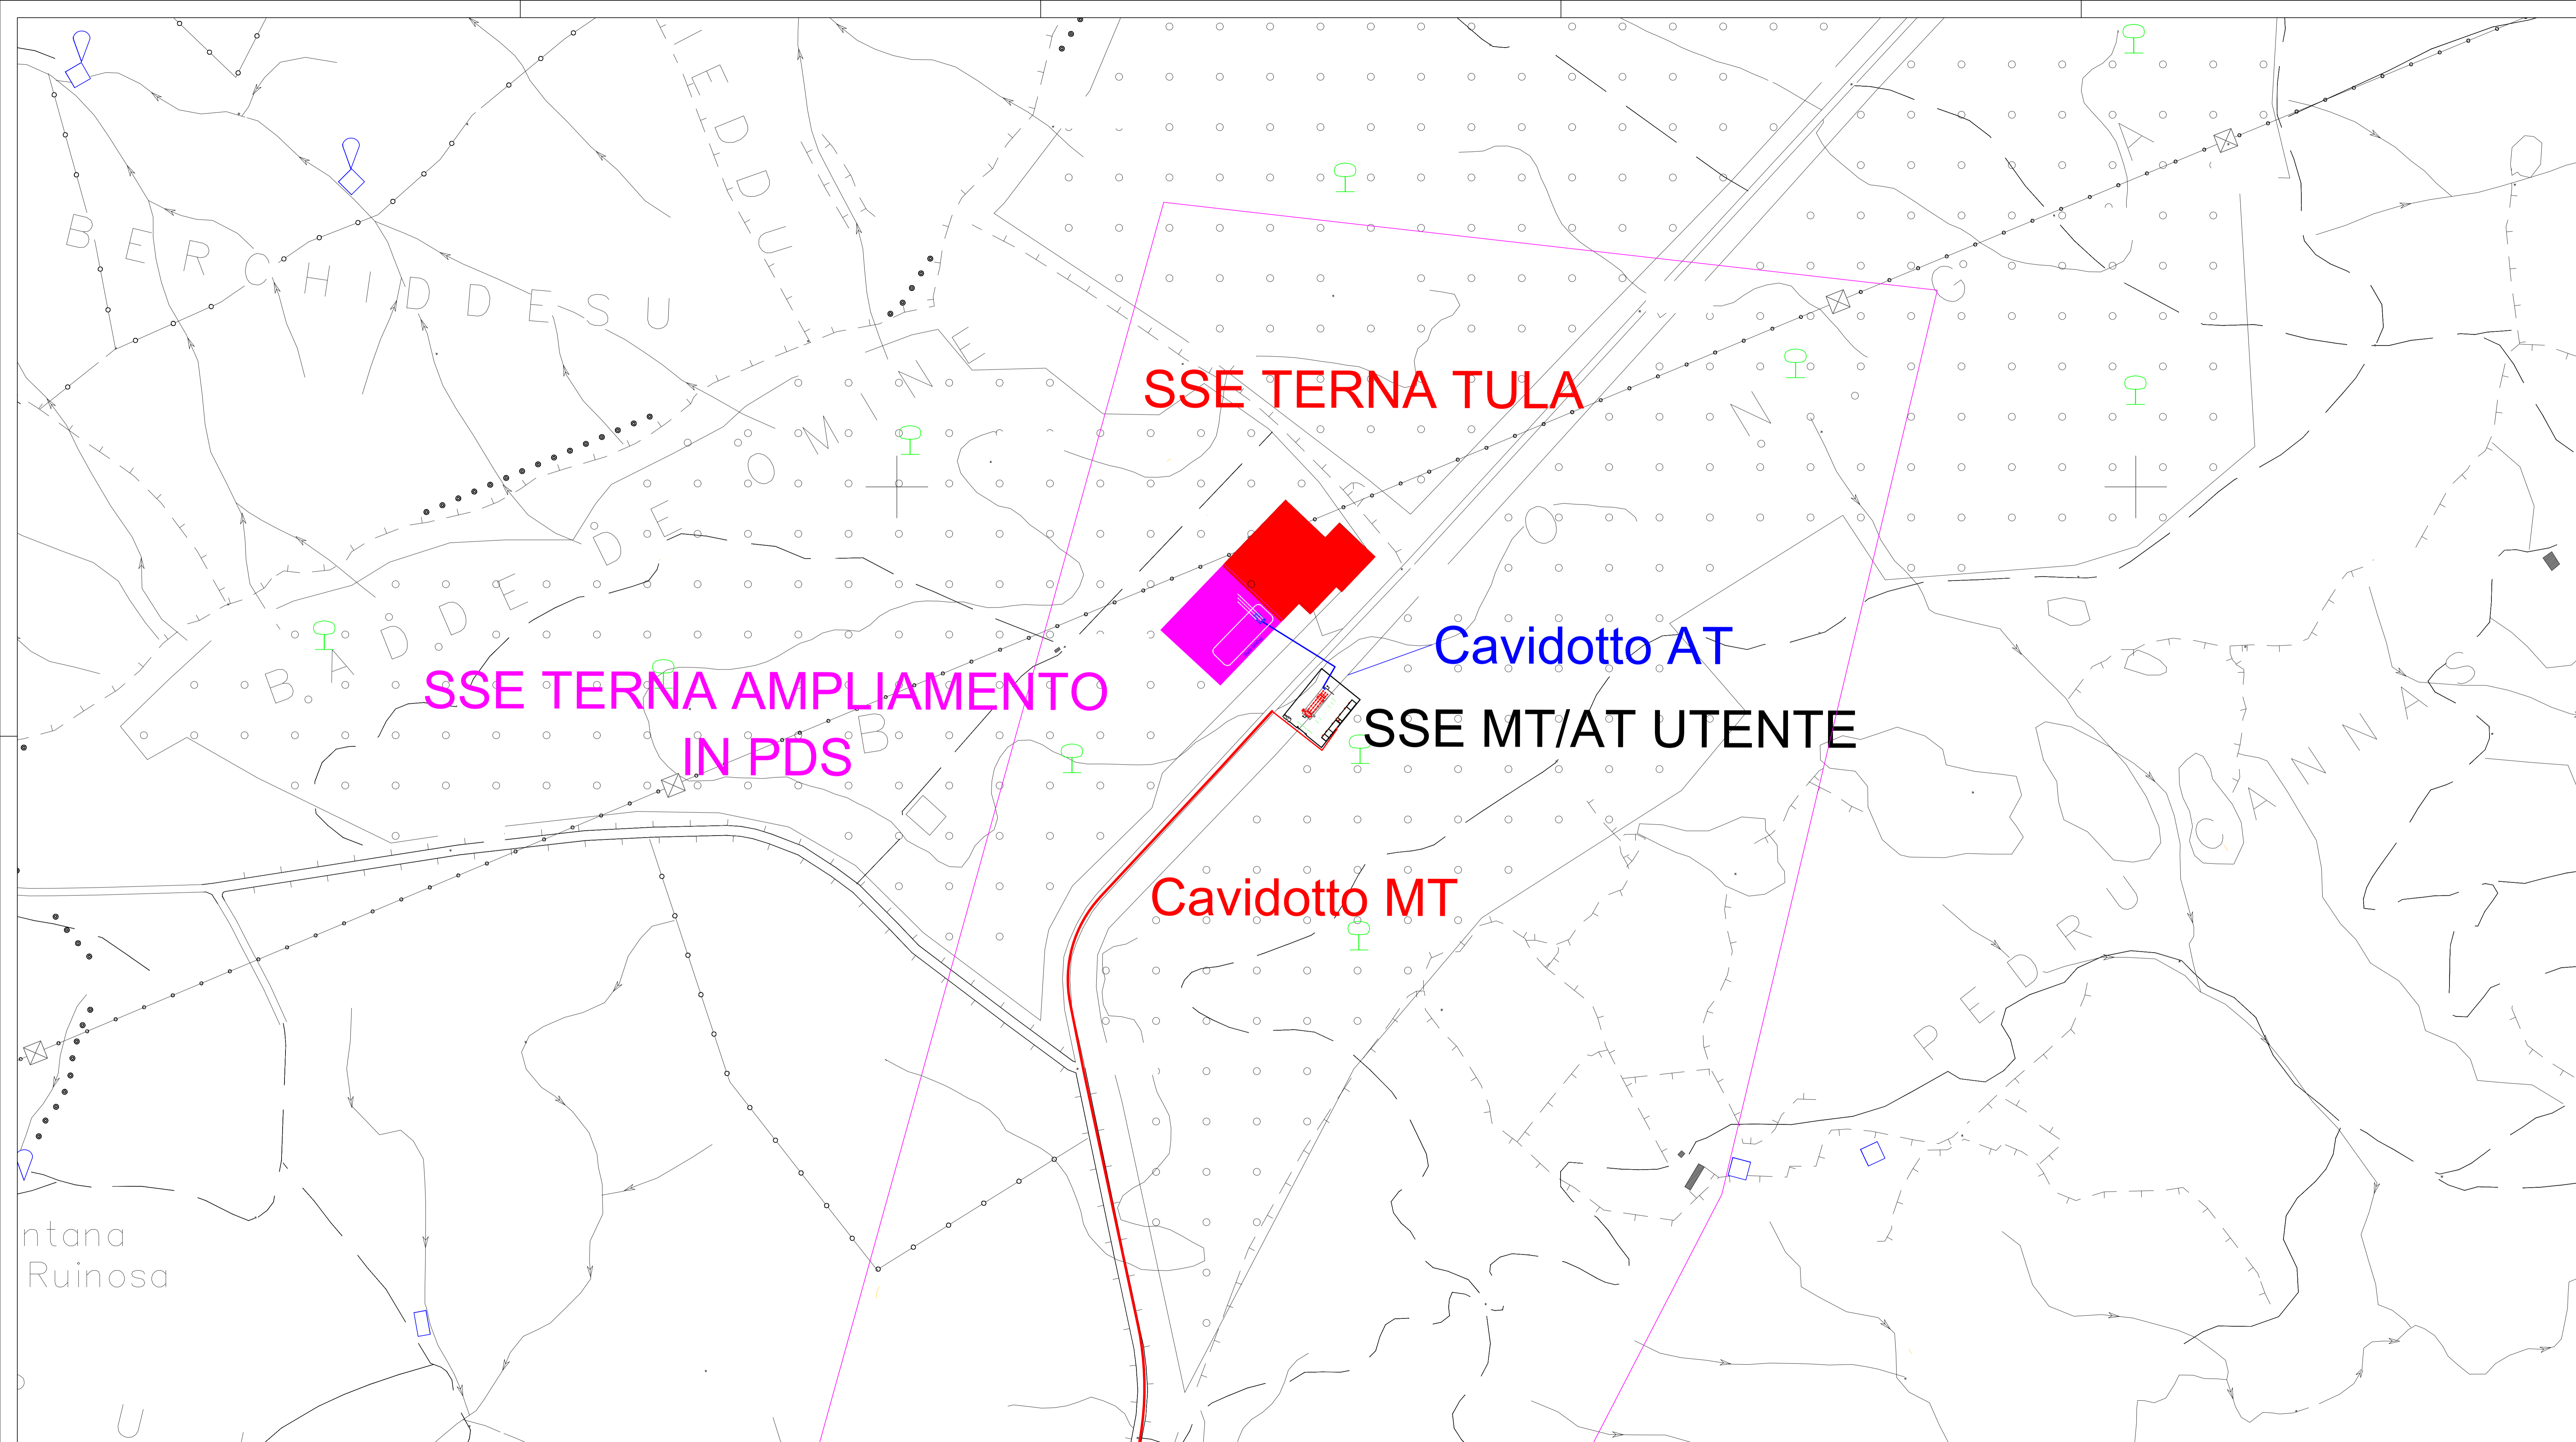 BERCHIDDESU
EDDU
BADDE DE OMINE
SSE TERNA TULA
SSE TERNA AMPLIAMENTO
IN PDS
Cavidotto AT
SSE MT/AT UTENTE
Cavidotto MT
B O N G A
PEDRU CANNAS
ntana
Ruinosa
U